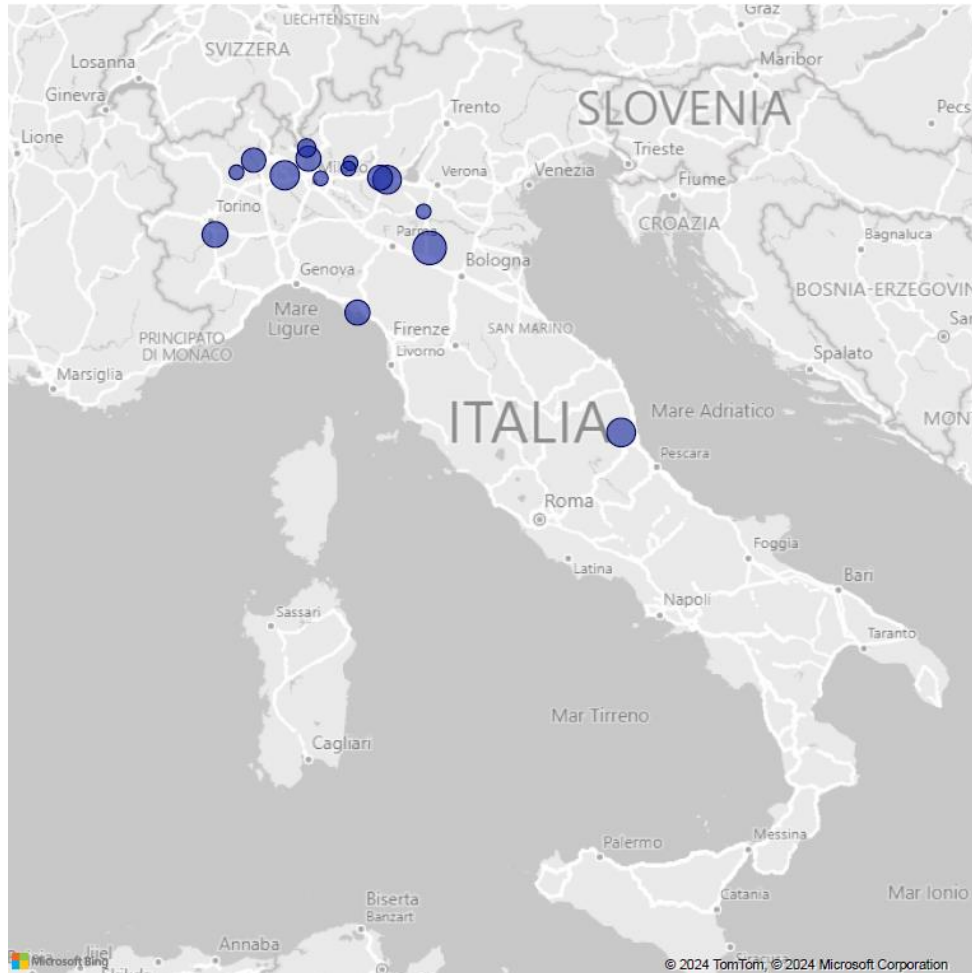 LIECHTENSTEIN
Graz
SVIZZERA
Losanna
Maribor
Ginevra
Trento
SLOVENIA
Pecs
Lione
Trieste
Verona
Venezia
Fiume
Torino
CROAZIA
Parma
Bagnaluca
Bologna
Genova
BOSNIA-ERZEGOVIN
Mare
Ligure
Firenze
SAN MARINO
PRINCIPATO
DI MONACO
Livorno
Spalato
Marsiglia
ITALIA
Mare Adriatico
MON
Pescara
Roma
Foggia
Latina
Bari
Napoli
Sassari
Taranto
Mar Tirreno
Cagliari
Messina
Palermo
Catania
Mar Ionio
Biserta
Banzart
Annaba
Jijel
Siracusa
Microsoft Bing
© 2024 TomTom, © 2024 Microsoft Corporation